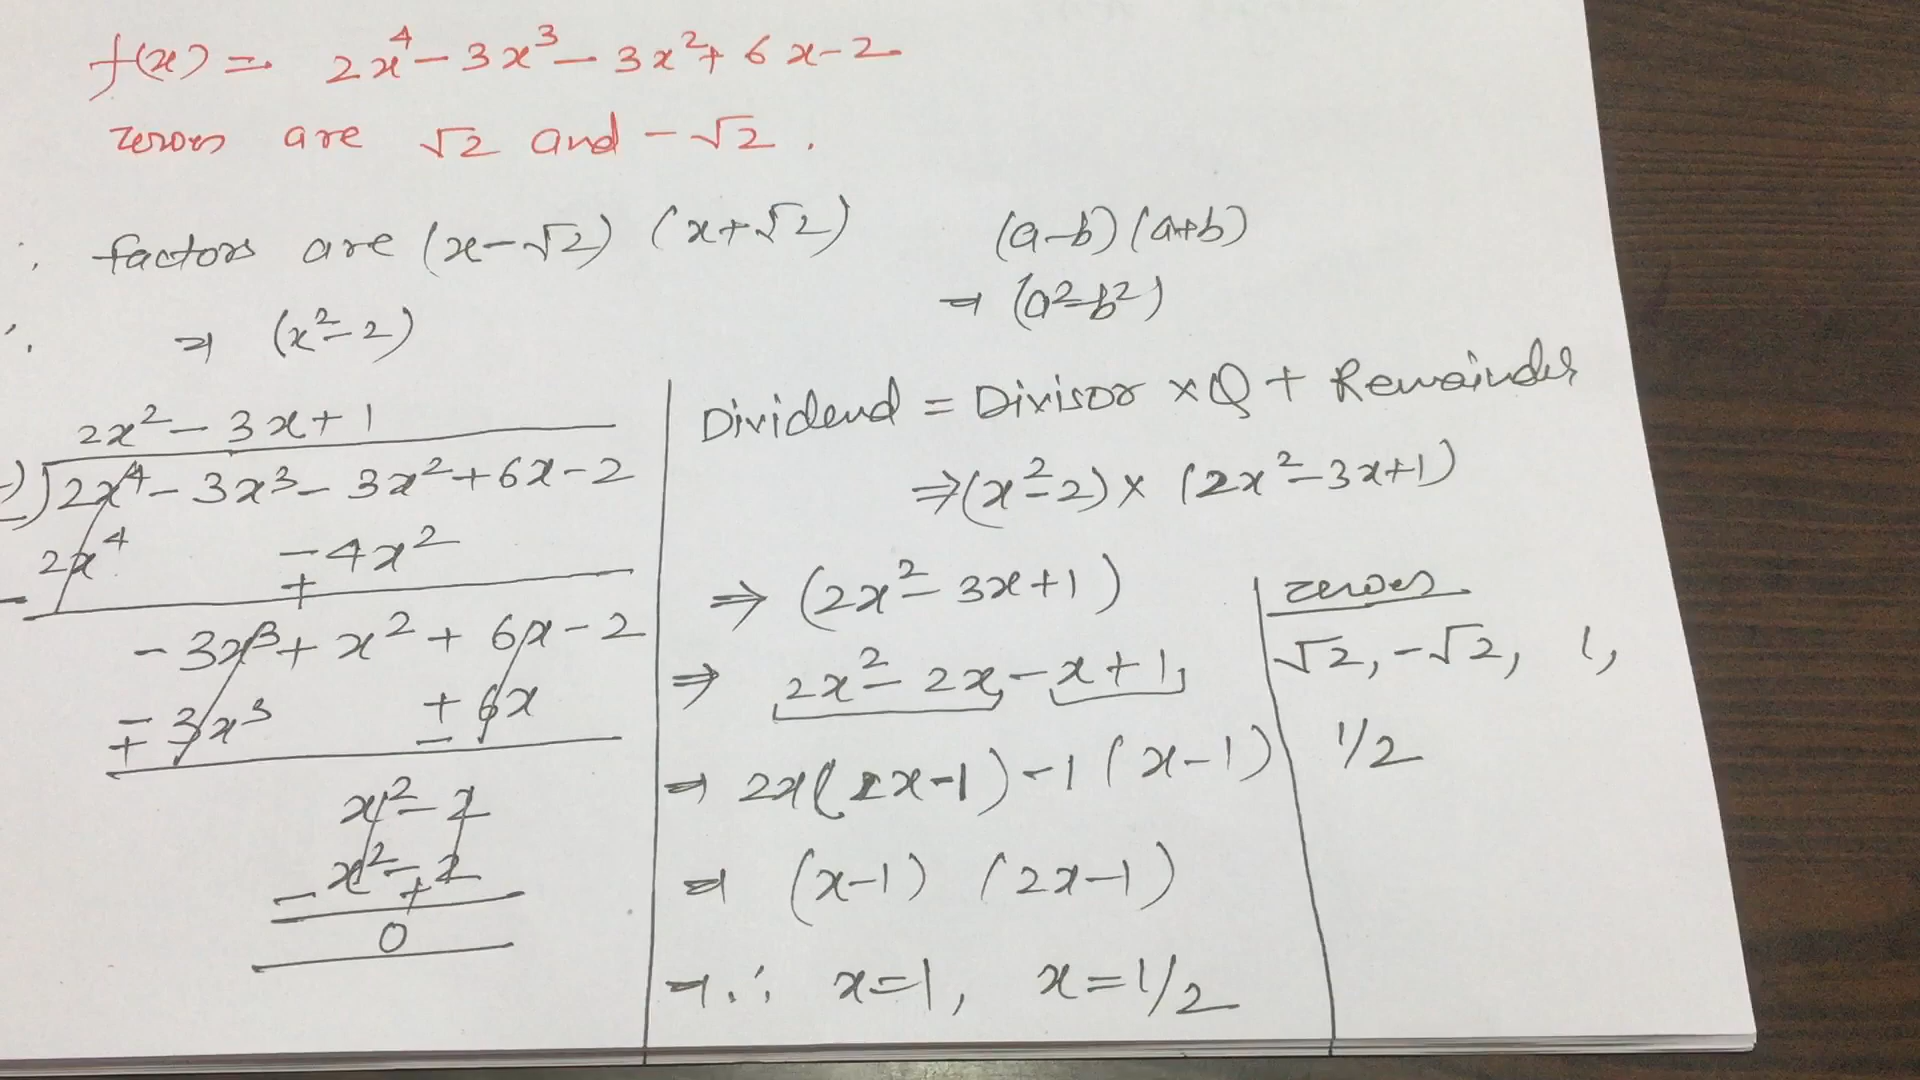 f(x) = 2x⁴ - 3x³ - 3x² + 6x - 2
zeroes are √2 and -√2.
∴ factors are (x-√2) (x+√2)
∴ ⇒ (x²-2)
(a-b)(a+b)
⇒ (a²-b²)
2x² - 3x + 1
) 2x⁴ - 3x³ - 3x² + 6x - 2
2x⁴ - 4x²
- +
-3x³ + x² + 6x - 2
-3x³ + 6x
+ -
x² - 2
x² - 2
- +
0
Dividend = Divisor × Q + Remainder
⇒ (x²-2) × (2x²-3x+1)
⇒ (2x² - 3x + 1)
⇒ 2x² - 2x - x + 1
⇒ 2x(x-1) - 1(x-1)
⇒ (x-1) (2x-1)
⇒ ∴ x=1, x=1/2
zeroes
√2, -√2, 1,
1/2